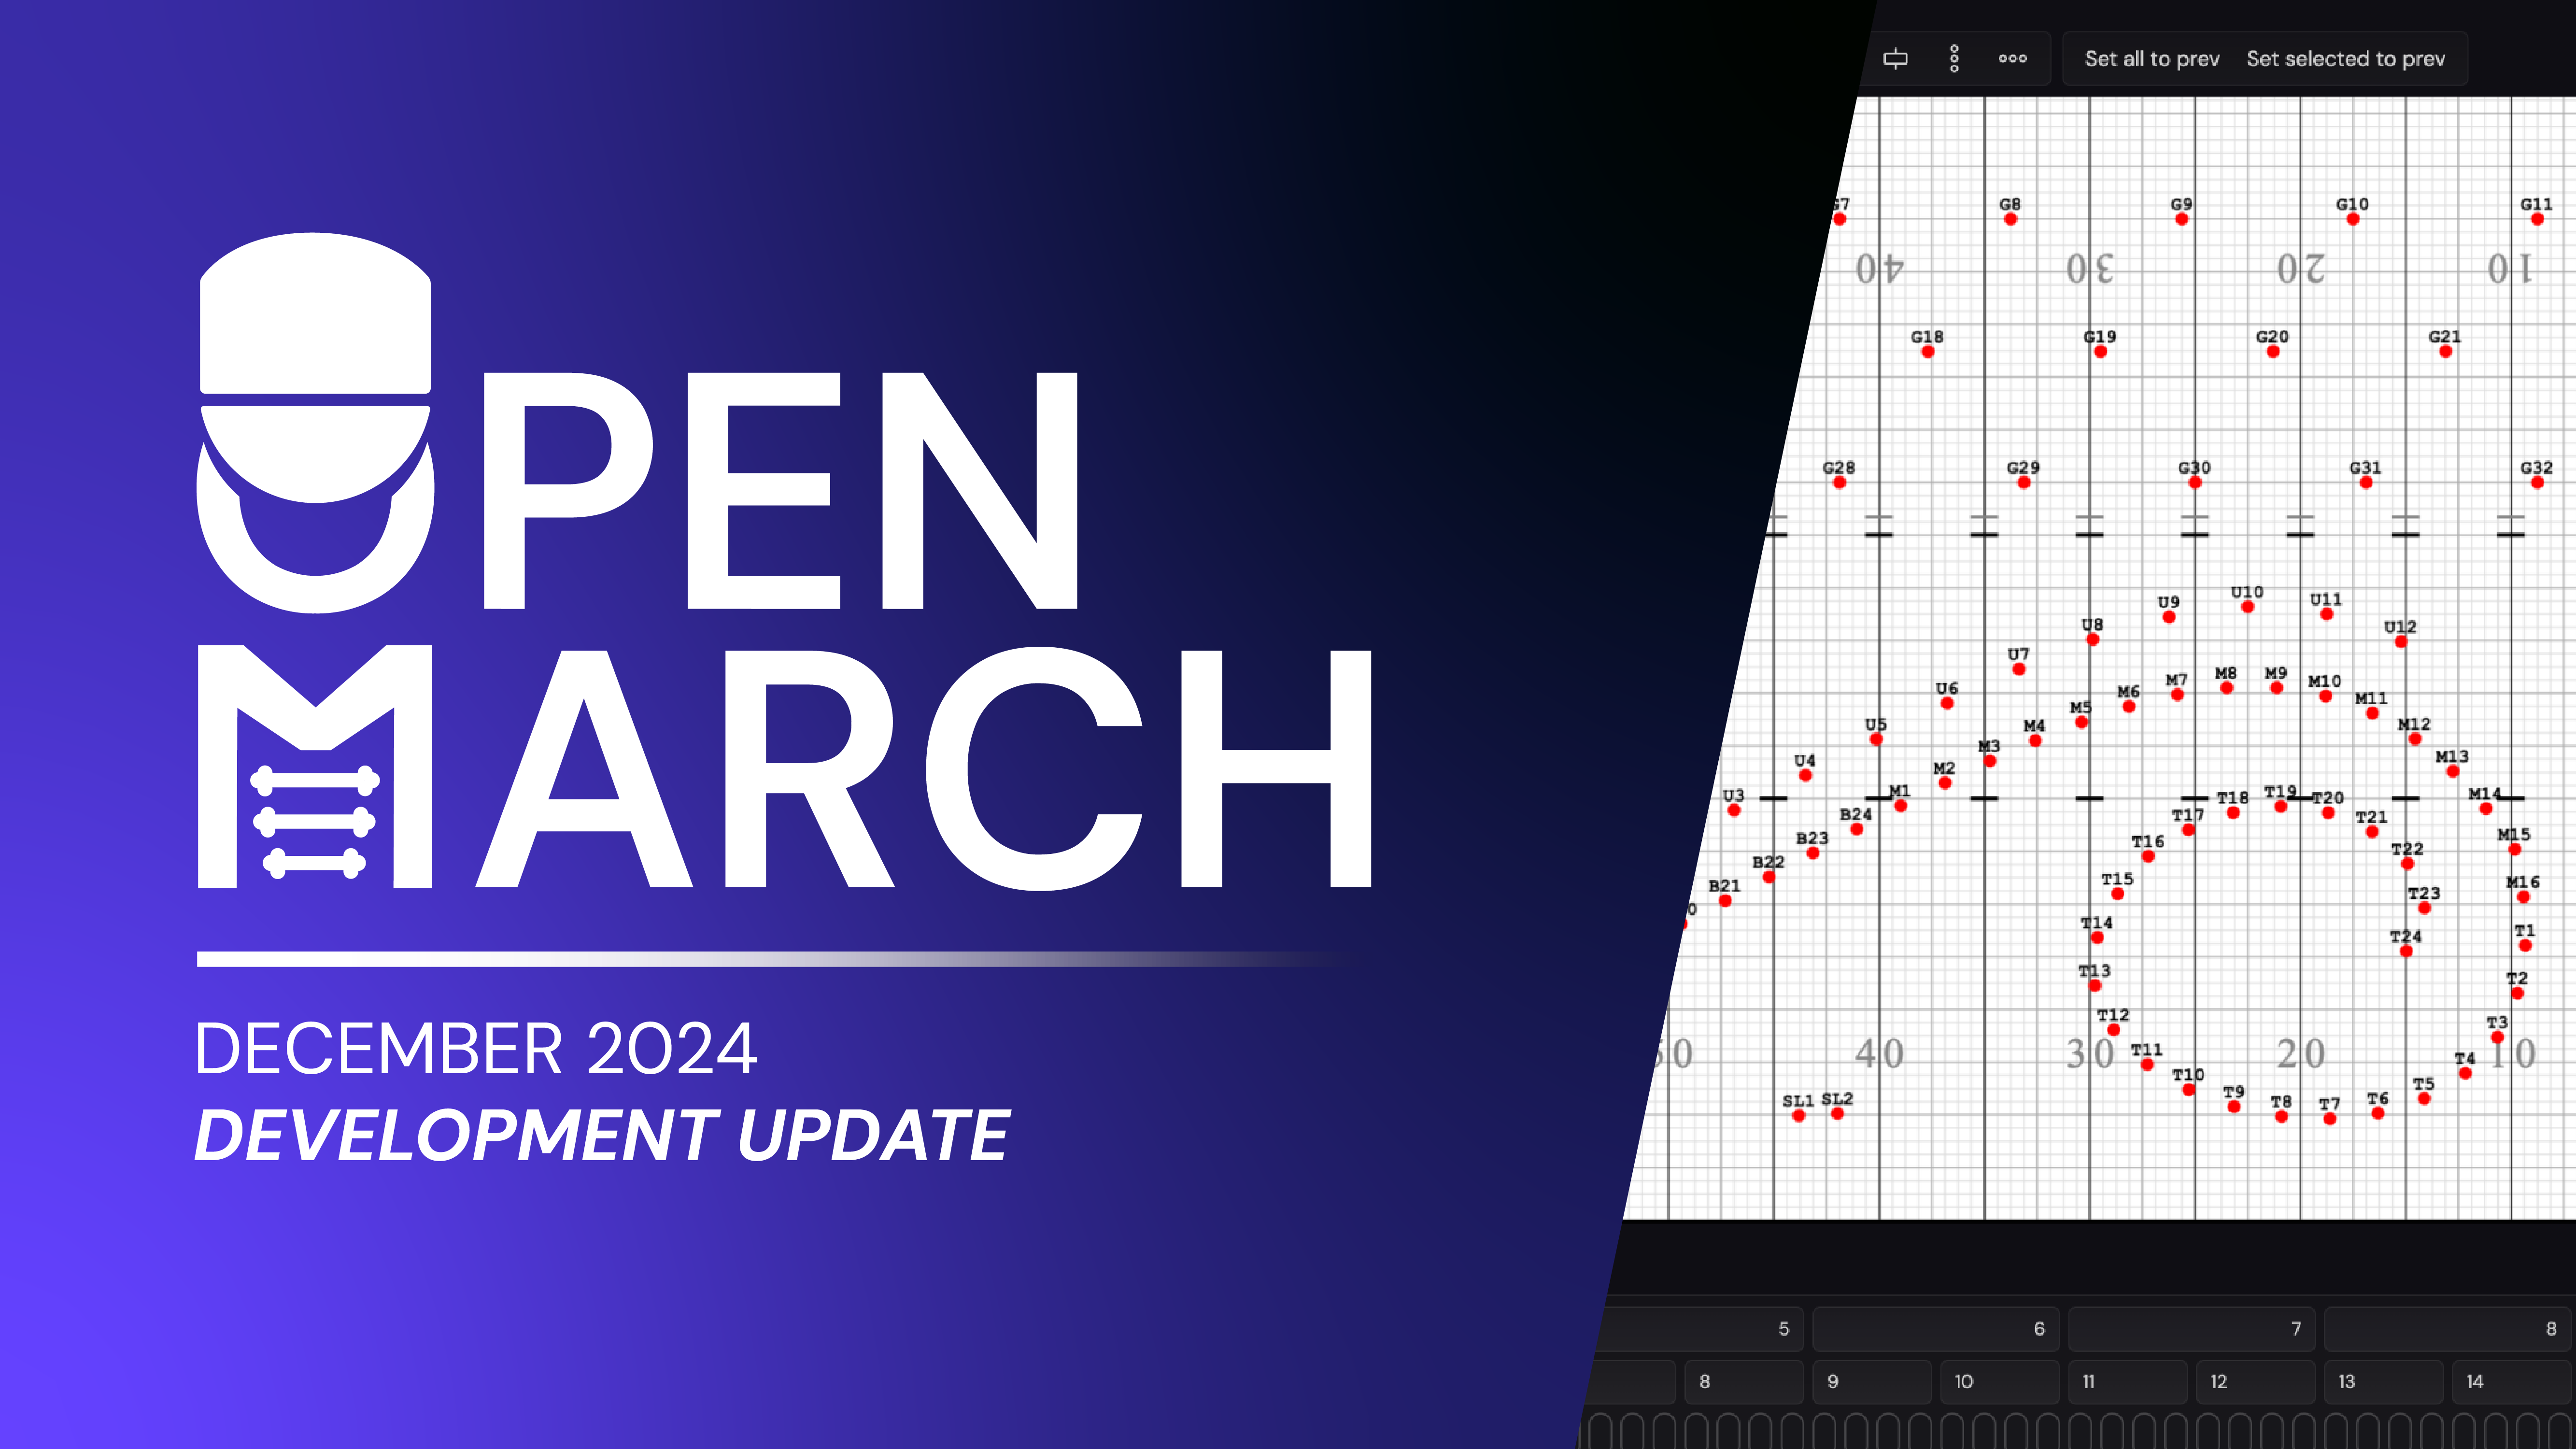 OPEN
MARCH
DECEMBER 2024
DEVELOPMENT UPDATE
Set all to prev Set selected to prev
G8 G9 G10 G11
40 30 20 10
G18 G19 G20 G21
G28 G29 G30 G31 G32
U10
U9 U11
U8 U12
U7
M8 M9
M7 M10
U6 M6 M11
M5
U5 M4 M12
M3
U4 M2 M13
U3 M1 T18 T19 T20 M14
B24 T17 T21
B23 T16 M15
B22 T22
B21 T15 T23 M16
T14 T24 T1
T13 T2
T12 T3
40 30 20 10
T11 T4
T10 T5
SL1 SL2 T9 T8 T7 T6
5 6 7 8
8 9 10 11 12 13 14